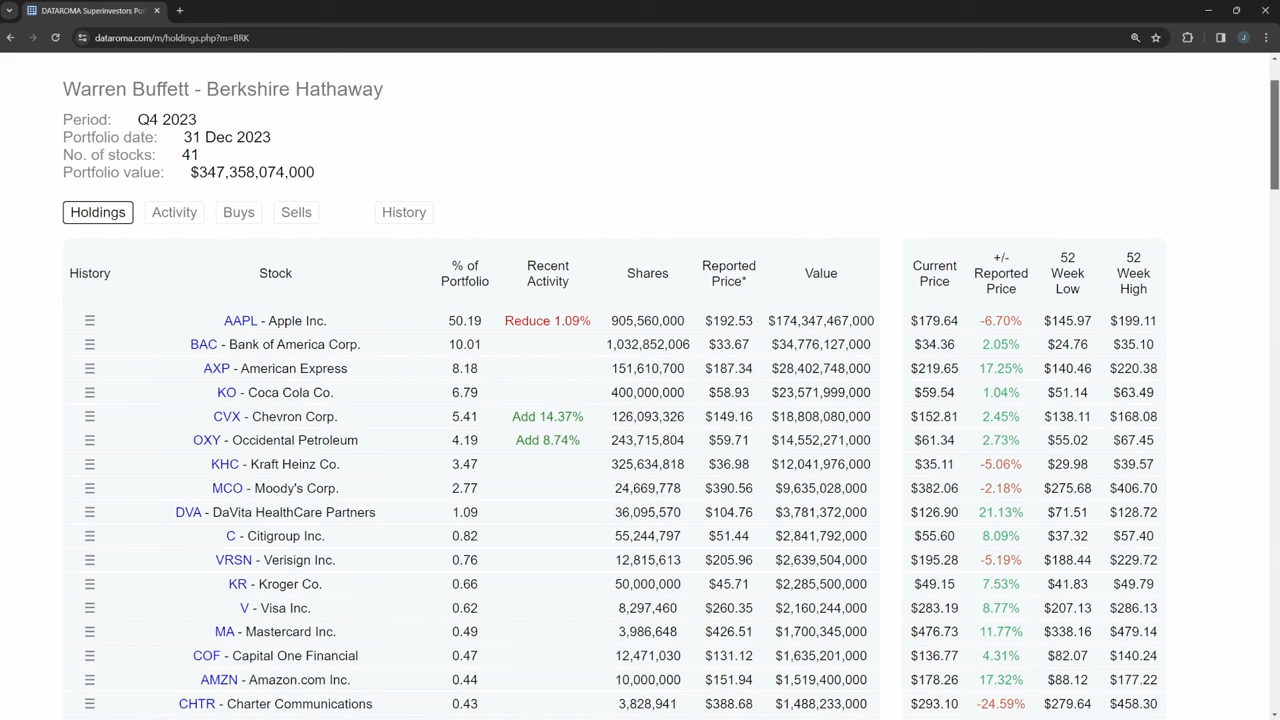 DATAROMA Superinvestors Por
dataroma.com/m/holdings.php?m=BRK
J
Warren Buffett - Berkshire Hathaway
Period: Q4 2023
Portfolio date: 31 Dec 2023
No. of stocks: 41
Portfolio value: $347,358,074,000
Holdings Activity Buys Sells History
History Stock % of Portfolio Recent Activity Shares Reported Price* Value Current Price +/- Reported Price 52 Week Low 52 Week High
AAPL - Apple Inc. 50.19 Reduce 1.09% 905,560,000 $192.53 $174,347,467,000 $179.64 -6.70% $145.97 $199.11
BAC - Bank of America Corp. 10.01 1,032,852,006 $33.67 $34,776,127,000 $34.36 2.05% $24.76 $35.10
AXP - American Express 8.18 151,610,700 $187.34 $28,402,748,000 $219.65 17.25% $140.46 $220.38
KO - Coca Cola Co. 6.79 400,000,000 $58.93 $23,571,999,000 $59.54 1.04% $51.14 $63.49
CVX - Chevron Corp. 5.41 Add 14.37% 126,093,326 $149.16 $18,808,080,000 $152.81 2.45% $138.11 $168.08
OXY - Occidental Petroleum 4.19 Add 8.74% 243,715,804 $59.71 $14,552,271,000 $61.34 2.73% $55.02 $67.45
KHC - Kraft Heinz Co. 3.47 325,634,818 $36.98 $12,041,976,000 $35.11 -5.06% $29.98 $39.57
MCO - Moody's Corp. 2.77 24,669,778 $390.56 $9,635,028,000 $382.06 -2.18% $275.68 $406.70
DVA - DaVita HealthCare Partners 1.09 36,095,570 $104.76 $3,781,372,000 $126.90 21.13% $71.51 $128.72
C - Citigroup Inc. 0.82 55,244,797 $51.44 $2,841,792,000 $55.60 8.09% $37.32 $57.40
VRSN - Verisign Inc. 0.76 12,815,613 $205.96 $2,639,504,000 $195.28 -5.19% $188.44 $229.72
KR - Kroger Co. 0.66 50,000,000 $45.71 $2,285,500,000 $49.15 7.53% $41.83 $49.79
V - Visa Inc. 0.62 8,297,460 $260.35 $2,160,244,000 $283.19 8.77% $207.13 $286.13
MA - Mastercard Inc. 0.49 3,986,648 $426.51 $1,700,345,000 $476.73 11.77% $338.16 $479.14
COF - Capital One Financial 0.47 12,471,030 $131.12 $1,635,201,000 $136.77 4.31% $82.07 $140.24
AMZN - Amazon.com Inc. 0.44 10,000,000 $151.94 $1,519,400,000 $178.26 17.32% $88.12 $177.22
CHTR - Charter Communications 0.43 3,828,941 $388.68 $1,488,233,000 $293.10 -24.59% $279.64 $458.30